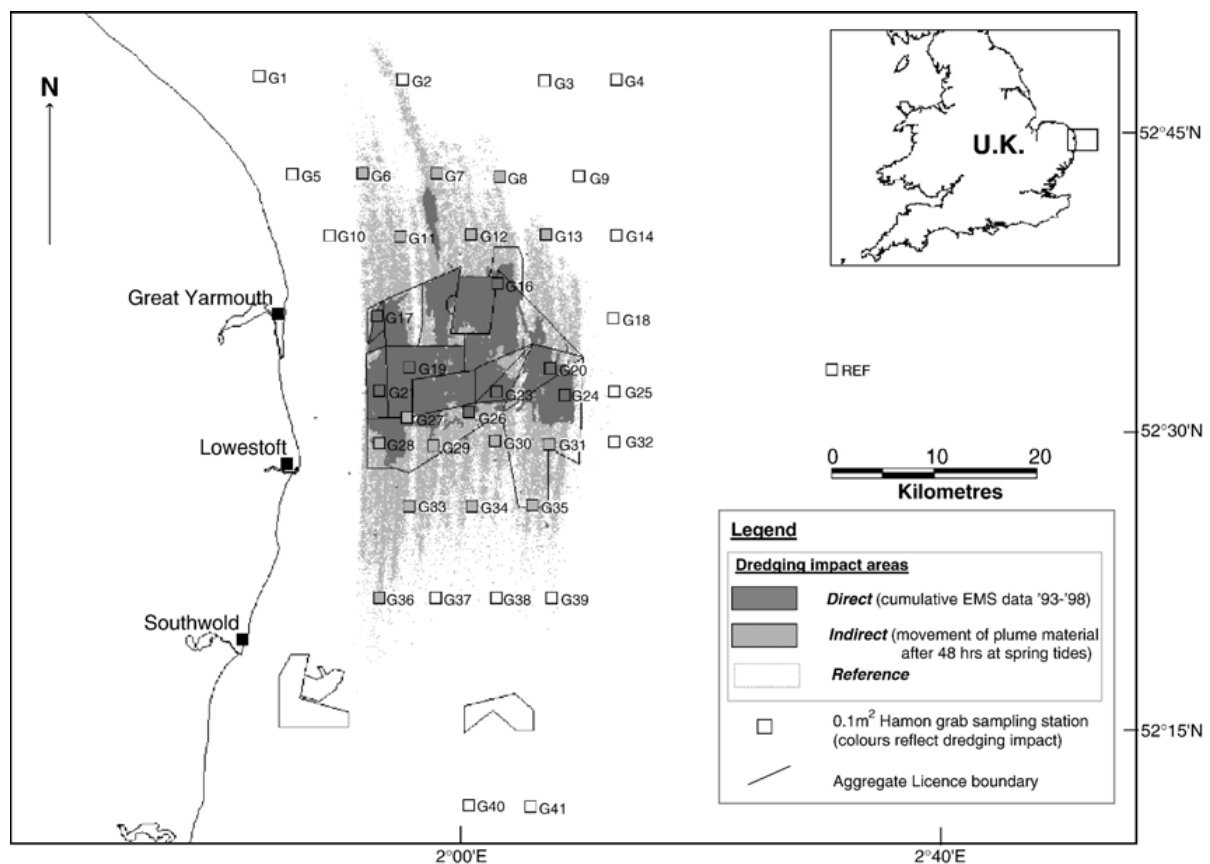 G1
G2
G3
G4
N
52°45'N
U.K.
G5
G6
G7
G8
G9
G10
G11
G12
G13
G14
G16
Great Yarmouth
G17
G18
G19
G20
REF
G21
G23
G24
G25
G27
G26
Lowestoft
G28
G29
G30
G31
G32
52°30'N
0 10 20
Kilometres
G33
G34
G35
Legend
Dredging impact areas
Direct (cumulative EMS data '93-'98)
Indirect (movement of plume material
after 48 hrs at spring tides)
Reference
0.1m² Hamon grab sampling station
(colours reflect dredging impact)
Aggregate Licence boundary
G36
G37
G38
G39
Southwold
52°15'N
G40
G41
2°00'E
2°40'E